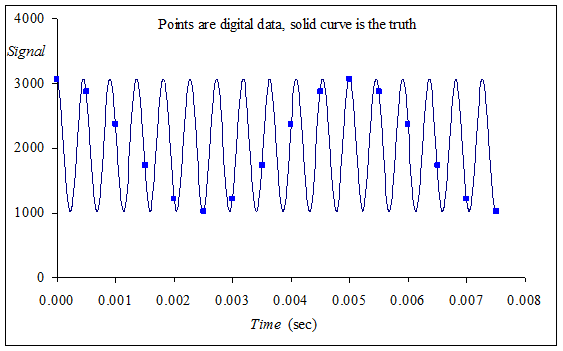 Points are digital data, solid curve is the truth
4000
Signal
3000
2000
1000
0
0.000 0.001 0.002 0.003 0.004 0.005 0.006 0.007 0.008
Time (sec)